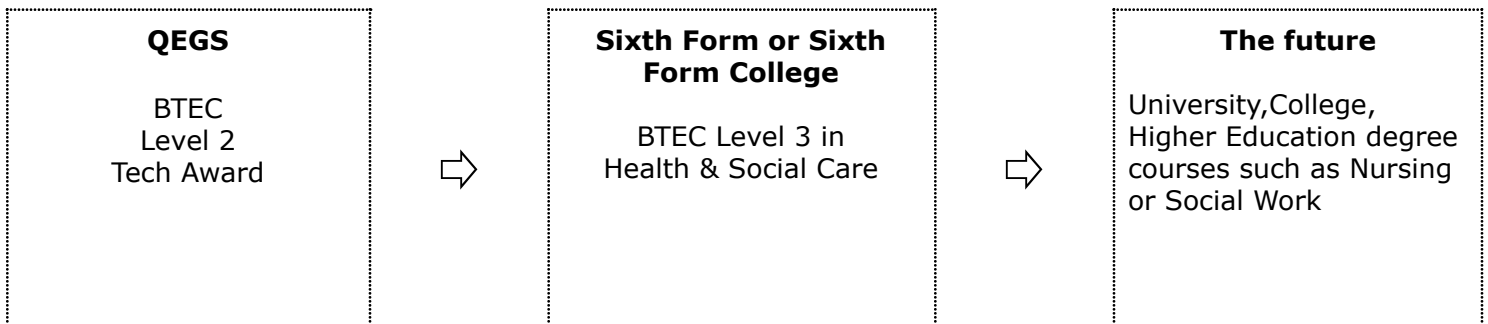 QEGS
BTEC
Level 2
Tech Award
Sixth Form or Sixth
Form College
BTEC Level 3 in
Health & Social Care
The future
University,College,
Higher Education degree
courses such as Nursing
or Social Work